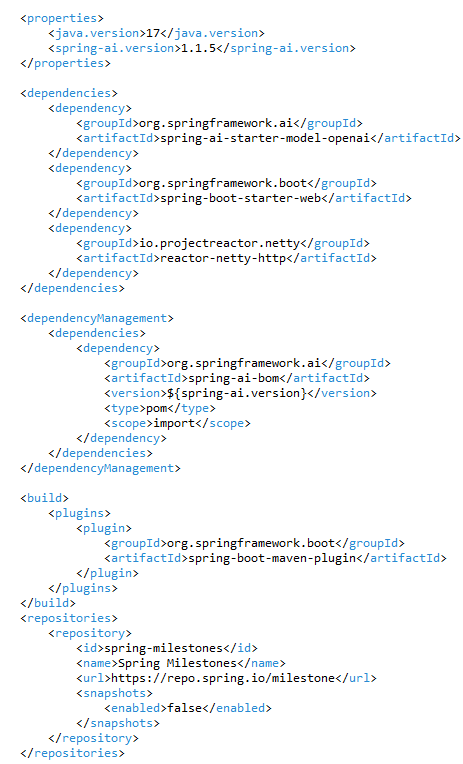 <properties>
    <java.version>17</java.version>
    <spring-ai.version>1.1.5</spring-ai.version>
</properties>

<dependencies>
    <dependency>
        <groupId>org.springframework.ai</groupId>
        <artifactId>spring-ai-starter-model-openai</artifactId>
    </dependency>
    <dependency>
        <groupId>org.springframework.boot</groupId>
        <artifactId>spring-boot-starter-web</artifactId>
    </dependency>
    <dependency>
        <groupId>io.projectreactor.netty</groupId>
        <artifactId>reactor-netty-http</artifactId>
    </dependency>
</dependencies>

<dependencyManagement>
    <dependencies>
        <dependency>
            <groupId>org.springframework.ai</groupId>
            <artifactId>spring-ai-bom</artifactId>
            <version>${spring-ai.version}</version>
            <type>pom</type>
            <scope>import</scope>
        </dependency>
    </dependencies>
</dependencyManagement>

<build>
    <plugins>
        <plugin>
            <groupId>org.springframework.boot</groupId>
            <artifactId>spring-boot-maven-plugin</artifactId>
        </plugin>
    </plugins>
</build>
<repositories>
    <repository>
        <id>spring-milestones</id>
        <name>Spring Milestones</name>
        <url>https://repo.spring.io/milestone</url>
        <snapshots>
            <enabled>false</enabled>
        </snapshots>
    </repository>
</repositories>